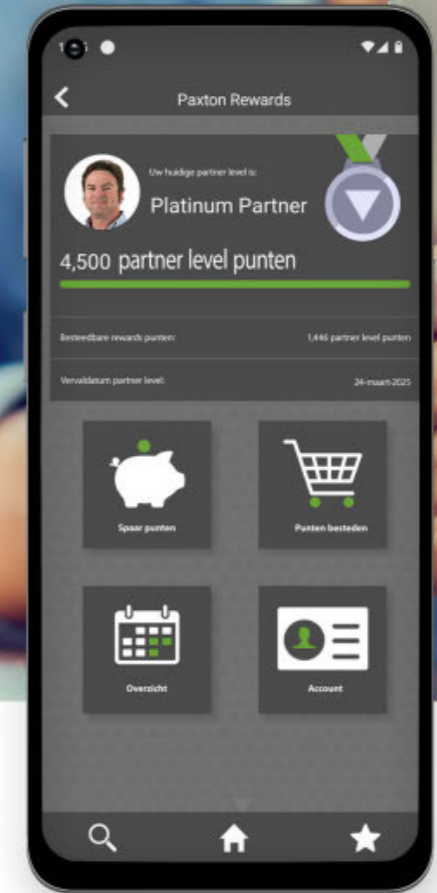 Paxton Rewards
Uw huidige partner level is:
Platinum Partner
4,500 partner level punten
Besteedbare rewards punten: 1,446 partner level punten
Vervaldatum partner level: 24-maart-2025
Spaar punten Punten besteden
Overzicht Account